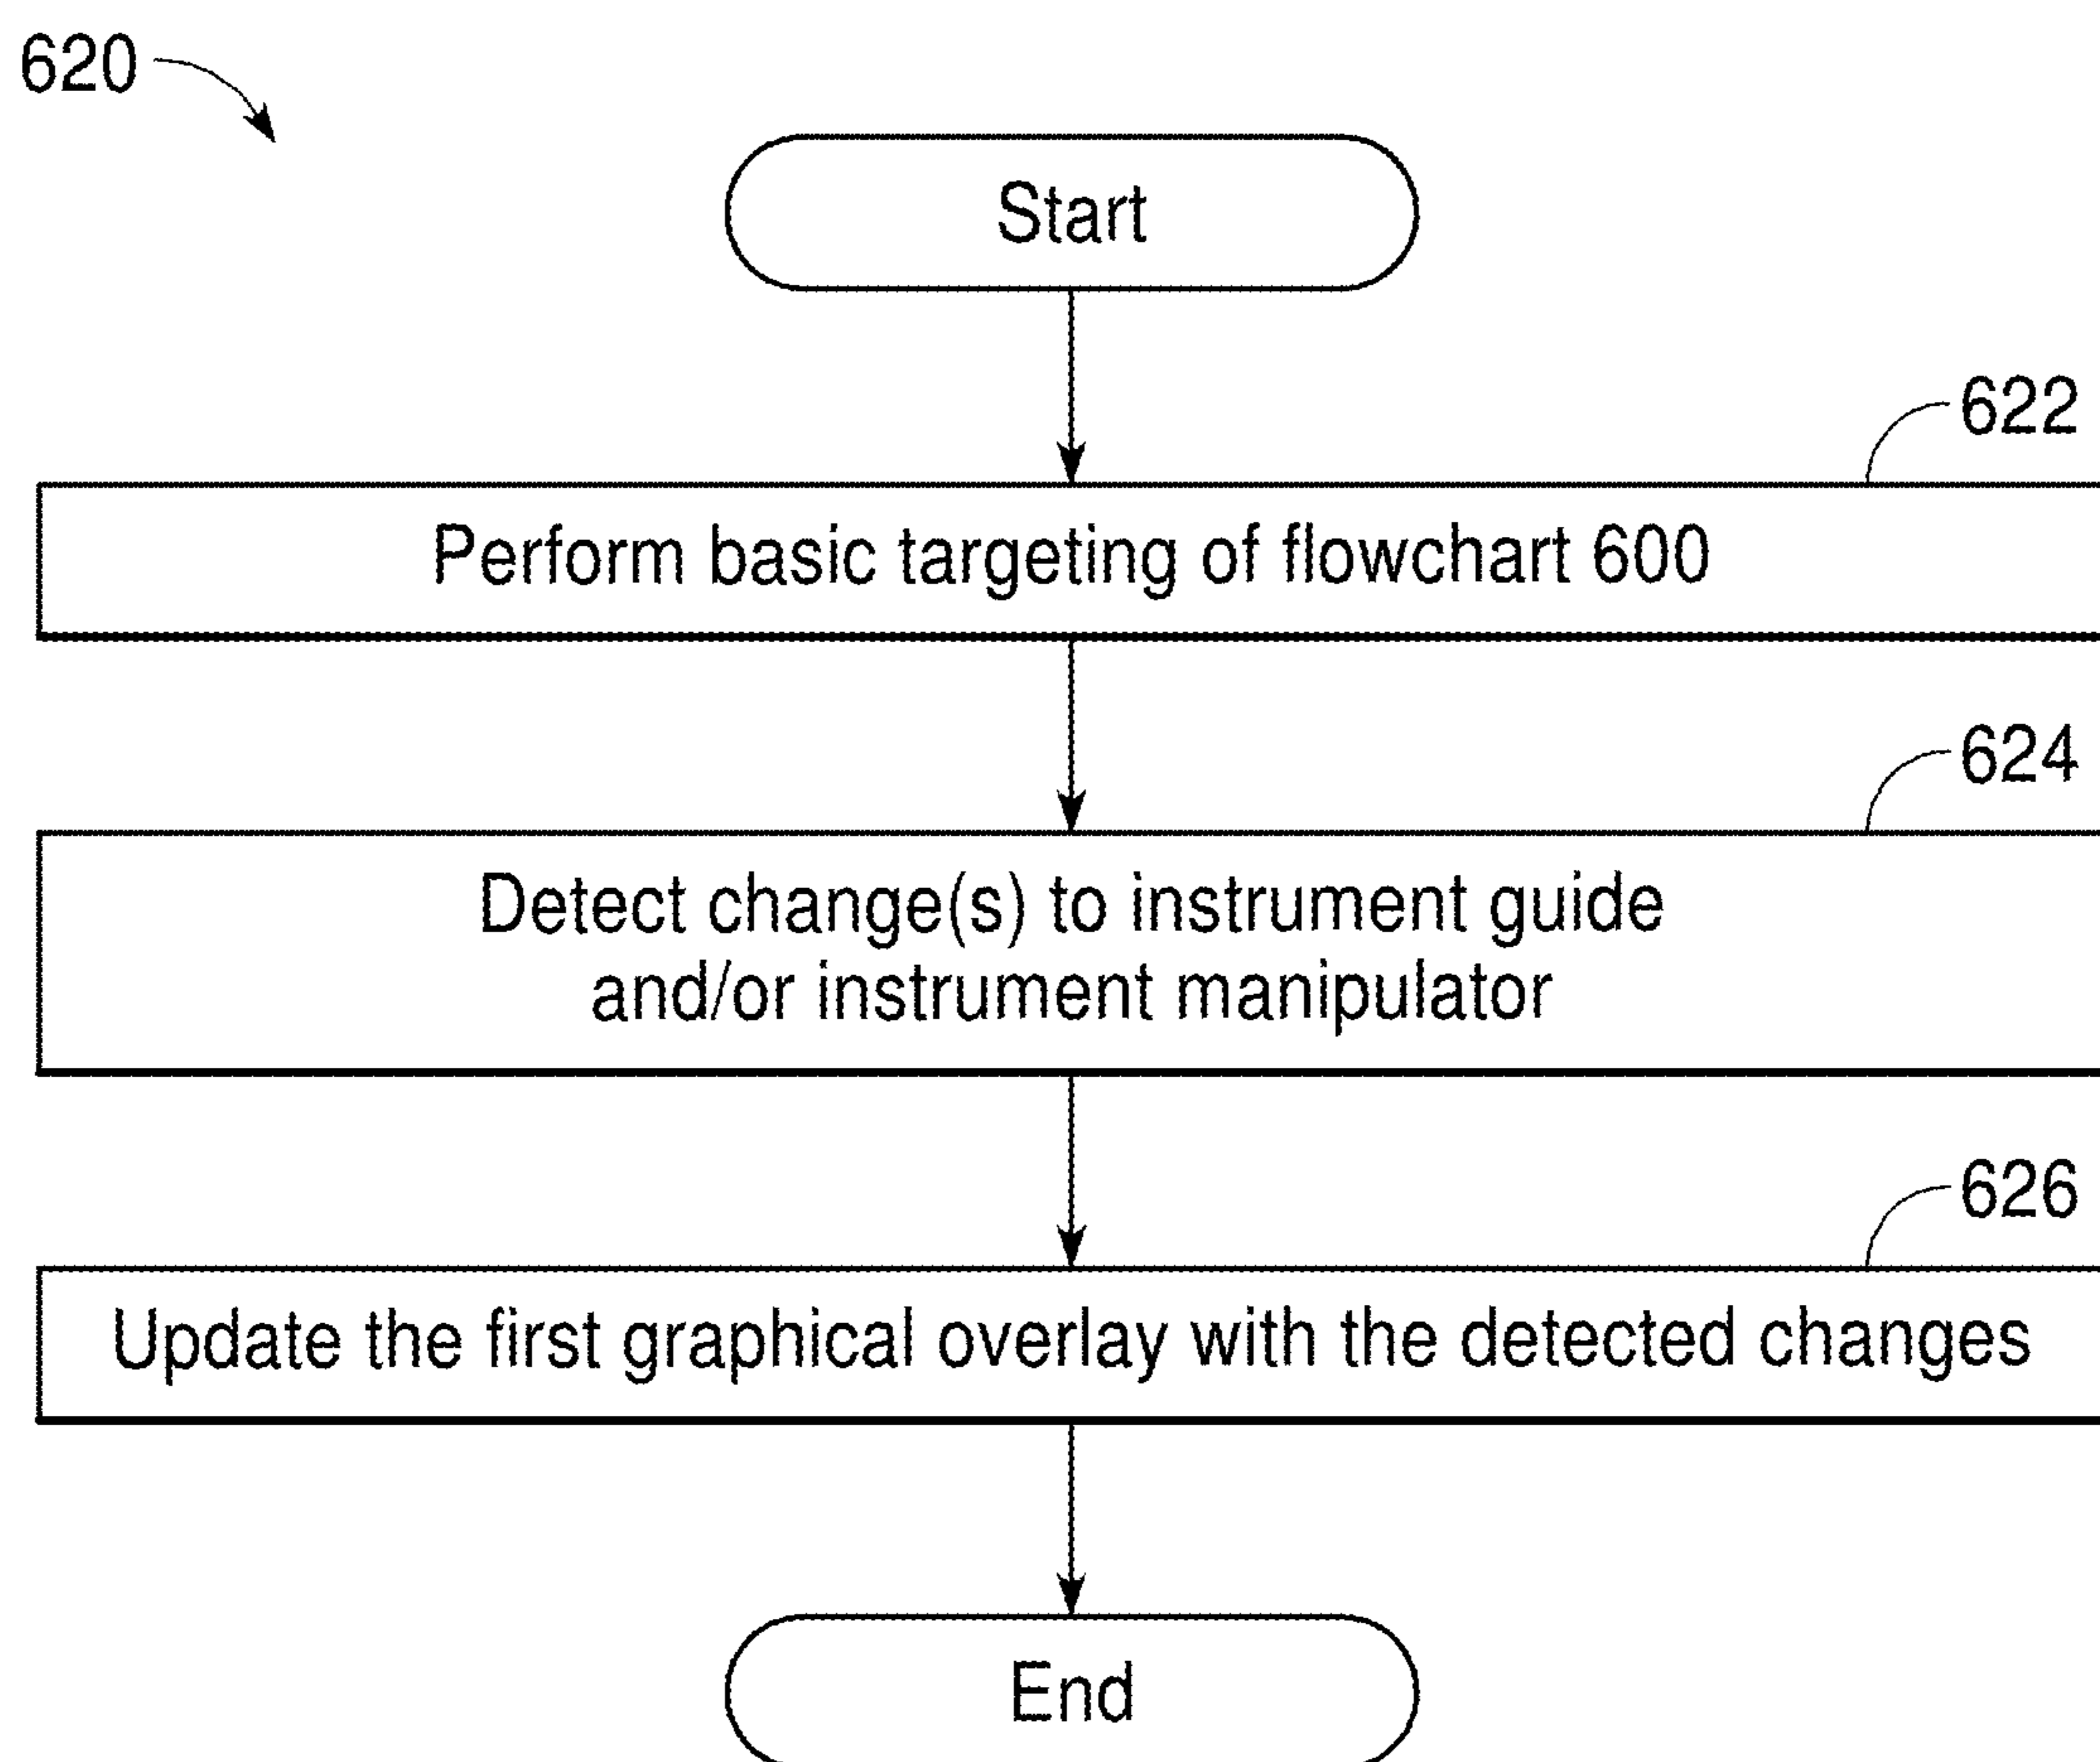 620
Start
622
Perform basic targeting of flowchart 600
624
Detect change(s) to instrument guide
and/or instrument manipulator
626
Update the first graphical overlay with the detected changes
End